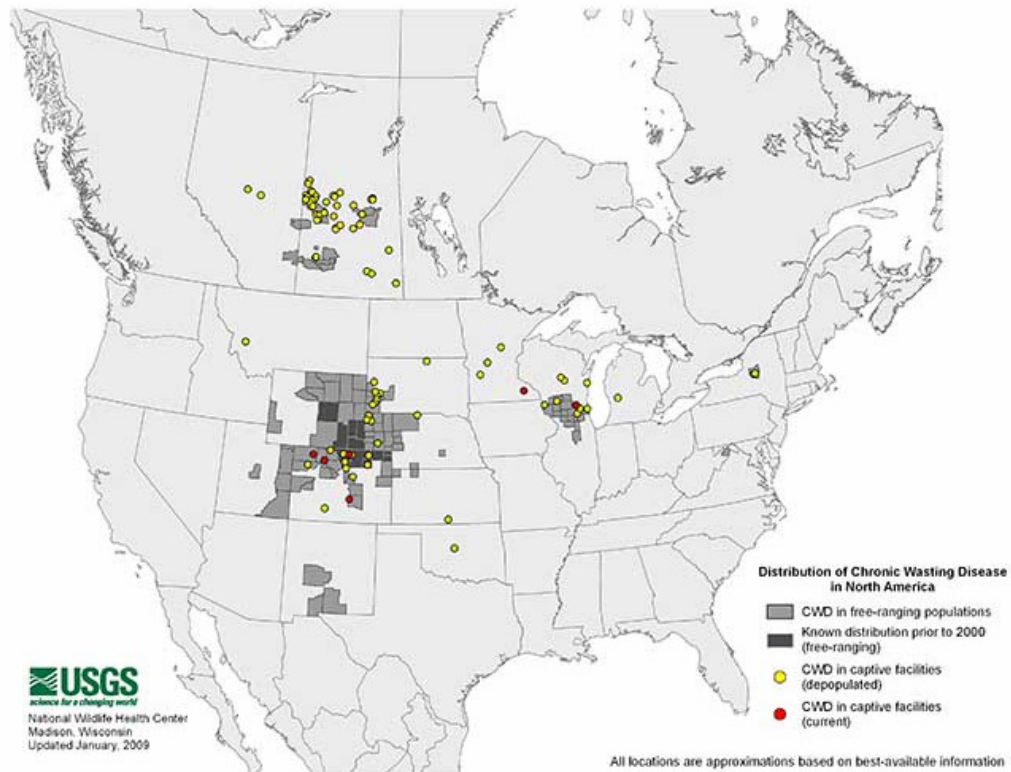 Distribution of Chronic Wasting Disease
in North America
CWD in free-ranging populations
Known distribution prior to 2000
(free-ranging)
CWD in captive facilities
(depopulated)
CWD in captive facilities
(current)
USGS
science for a changing world
National Wildlife Health Center
Madison, Wisconsin
Updated January, 2009
All locations are approximations based on best-available information